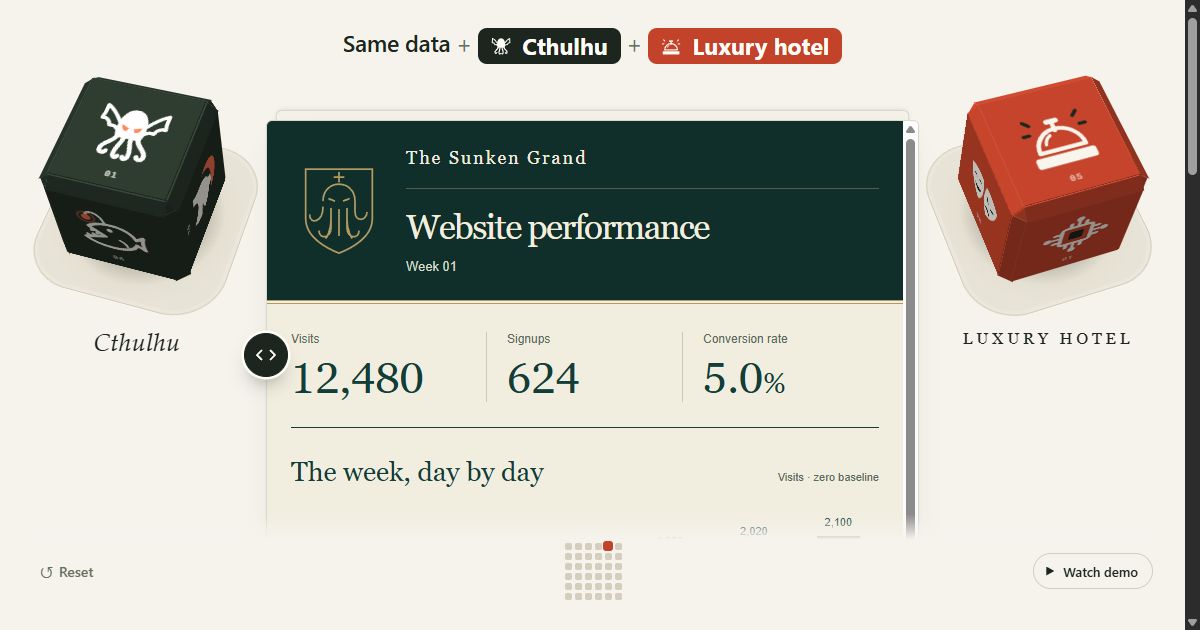 Same data + Cthulhu + Luxury hotel
01
05
The Sunken Grand
Website performance
Week 01
Cthulhu
LUXURY HOTEL
Visits
Signups
Conversion rate
12,480
624
5.0%
The week, day by day
Visits · zero baseline
2,020
2,100
Reset
Watch demo